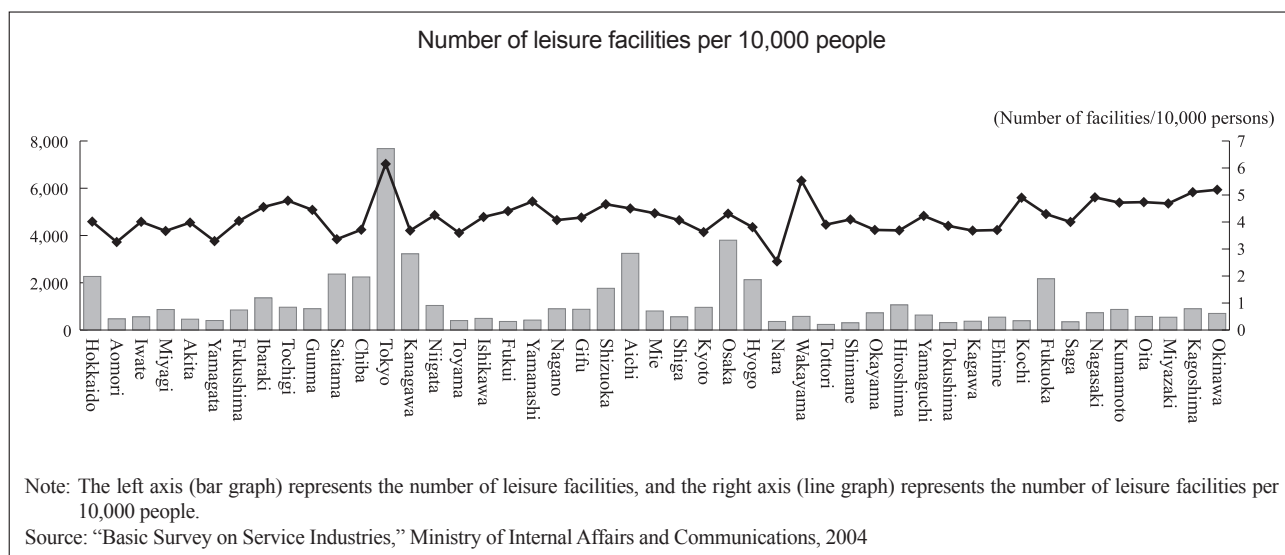 Number of leisure facilities per 10,000 people
(Number of facilities/10,000 persons)
8,000
6,000
4,000
2,000
0
7
6
5
4
3
2
1
0
Hokkaido
Aomori
Iwate
Miyagi
Akita
Yamagata
Fukushima
Ibaraki
Tochigi
Gunma
Saitama
Chiba
Tokyo
Kanagawa
Niigata
Toyama
Ishikawa
Fukui
Yamanashi
Nagano
Gifu
Shizuoka
Aichi
Mie
Shiga
Kyoto
Osaka
Hyogo
Nara
Wakayama
Tottori
Shimane
Okayama
Hiroshima
Yamaguchi
Tokushima
Kagawa
Ehime
Kochi
Fukuoka
Saga
Nagasaki
Kumamoto
Oita
Miyazaki
Kagoshima
Okinawa
Note: The left axis (bar graph) represents the number of leisure facilities, and the right axis (line graph) represents the number of leisure facilities per
10,000 people.
Source: “Basic Survey on Service Industries,” Ministry of Internal Affairs and Communications, 2004